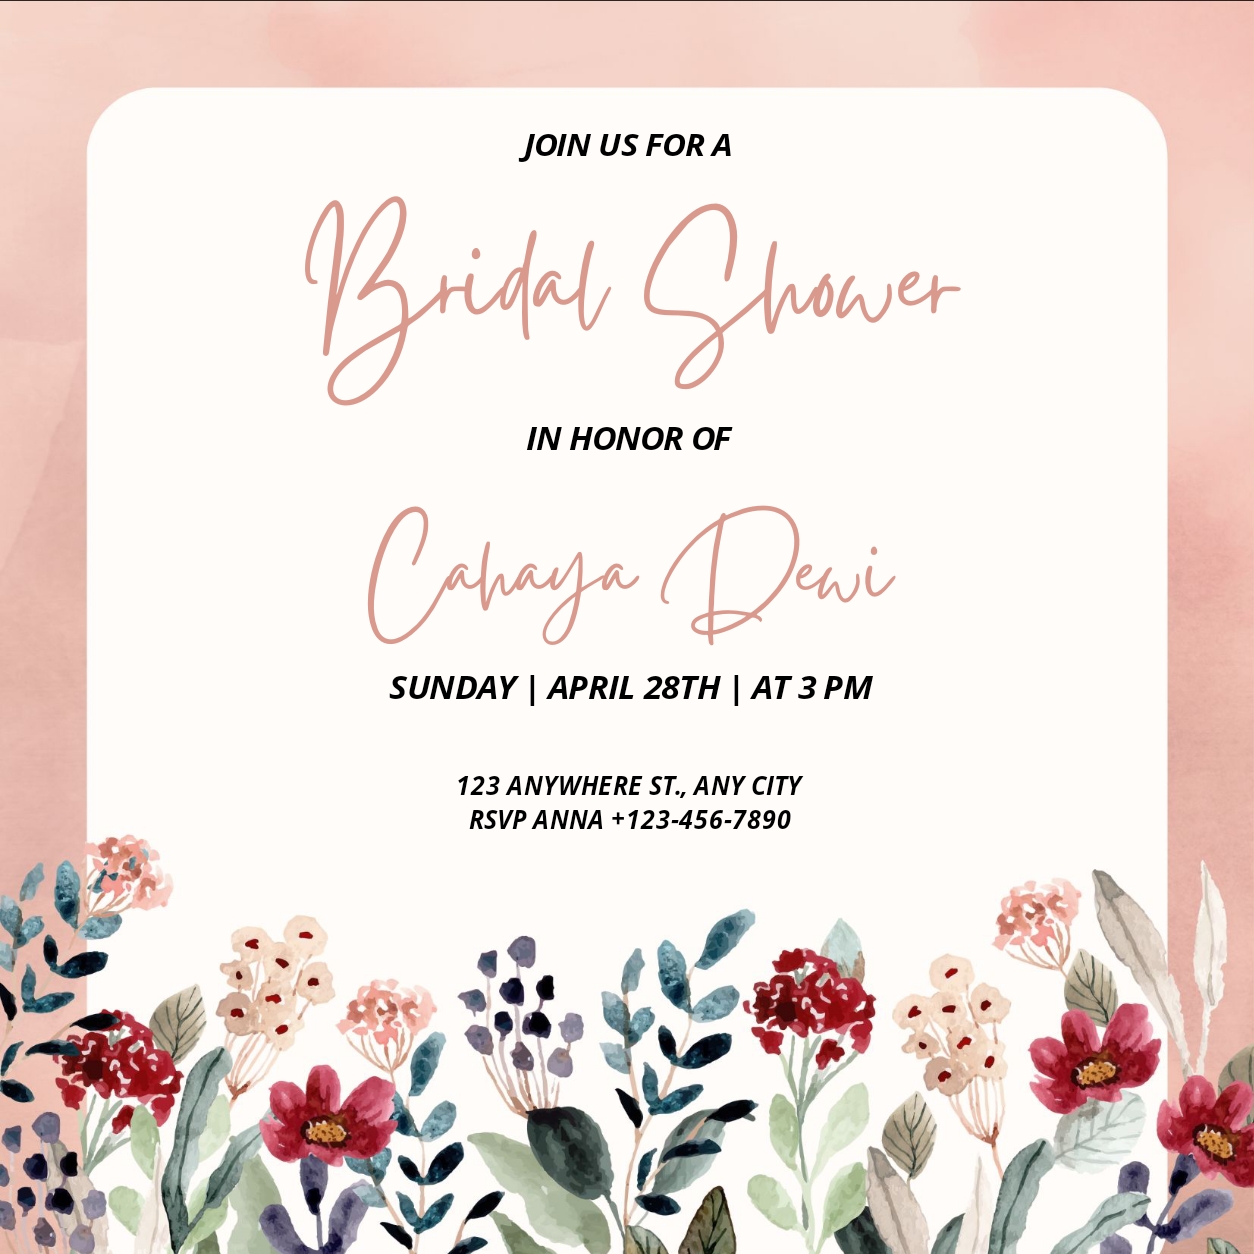 JOIN US FOR A
Bridal Shower
IN HONOR OF
Cahaya Dewi
SUNDAY | APRIL 28TH | AT 3 PM
123 ANYWHERE ST., ANY CITY
RSVP ANNA +123-456-7890